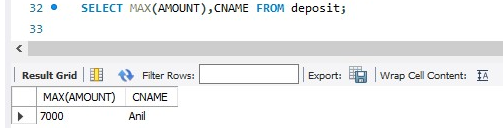 32 SELECT MAX(AMOUNT),CNAME FROM deposit;
33
Result Grid Filter Rows: Export: Wrap Cell Content: IA
MAX(AMOUNT) CNAME
7000 Anil